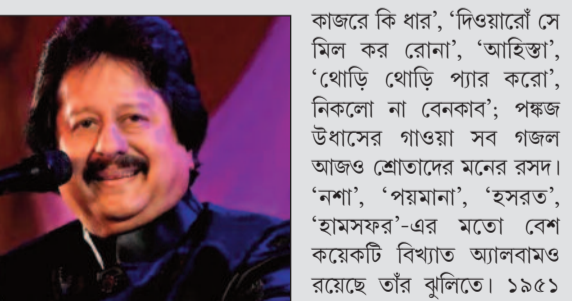 কাজরে কি ধার’, ‘দিওয়ারোঁ সে
মিল কর রোনা’, ‘আহিস্তা’,
‘থোড়ি থোড়ি প্যার করো’,
নিকলো না বেনকাব’; পঙ্কজ
উধাসের গাওয়া সব গজল
আজও শ্রোতাদের মনের রসদ।
‘নশা’, ‘পয়মানা’, ‘হসরত’,
‘হামসফর’-এর মতো বেশ
কয়েকটি বিখ্যাত অ্যালবামও
রয়েছে তাঁর ঝুলিতে। ১৯৫১